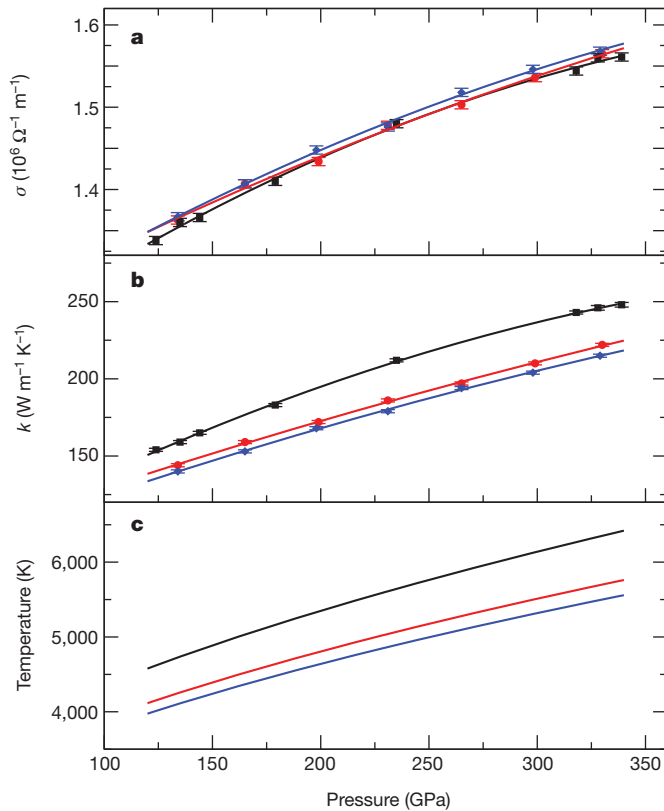 a
1.6
1.5
1.4
σ (10⁶ Ω⁻¹ m⁻¹)
b
250
200
150
k (W m⁻¹ K⁻¹)
c
6,000
5,000
4,000
Temperature (K)
100 150 200 250 300 350
Pressure (GPa)